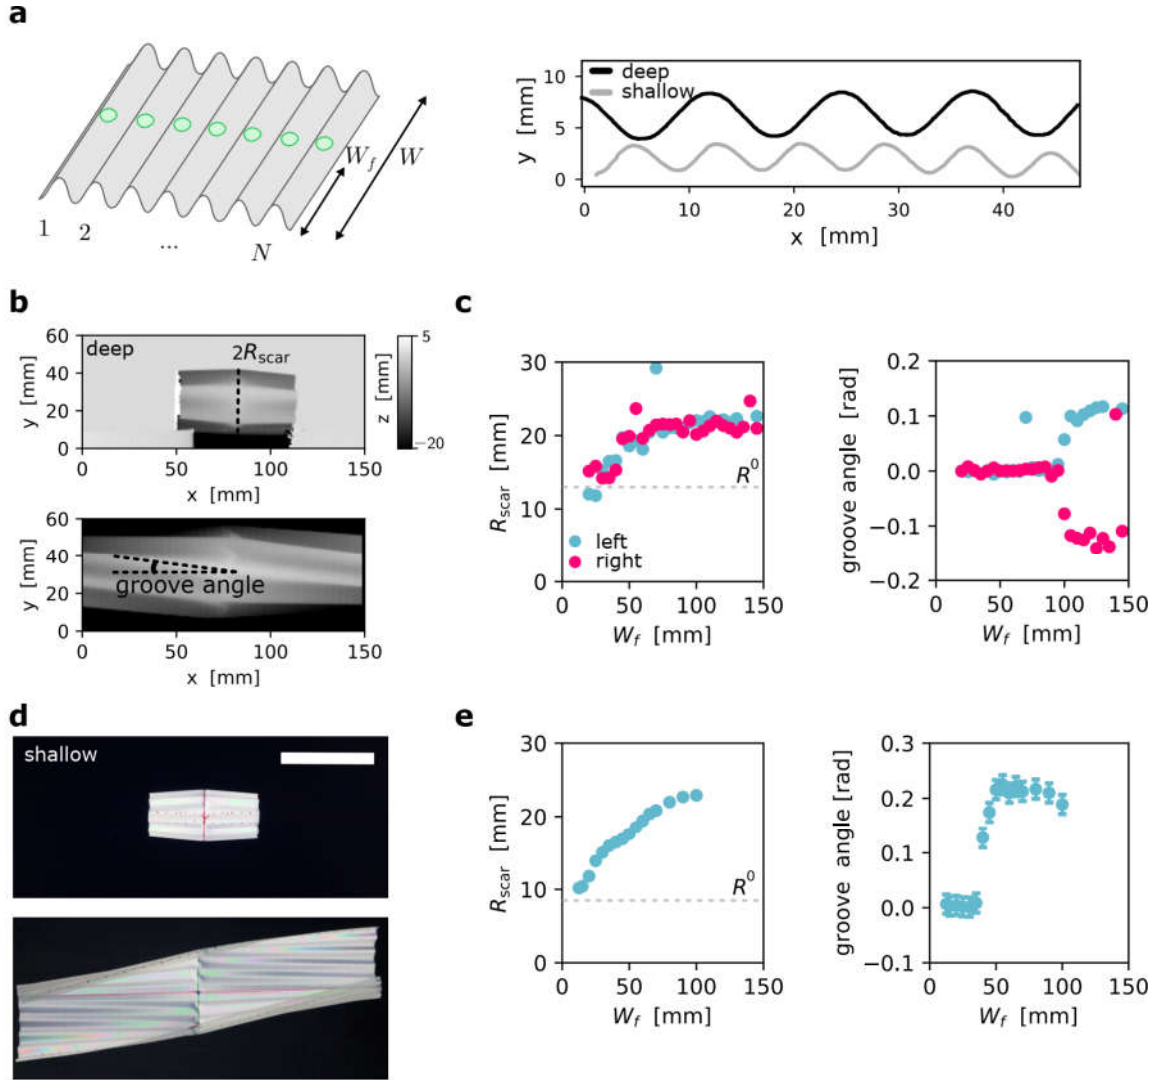 a
W_f
W
1
2
...
N
deep
shallow
10
5
0
y [mm]
0
10
20
30
40
x [mm]
b
deep
2R_scar
60
40
20
0
y [mm]
0
50
100
150
x [mm]
5
−20
z [mm]
groove angle
60
40
20
0
y [mm]
0
50
100
150
x [mm]
c
30
20
10
0
R_scar [mm]
R^0
left
right
0
50
100
150
W_f [mm]
0.2
0.1
0.0
−0.1
−0.2
groove angle [rad]
0
50
100
150
W_f [mm]
d
shallow
e
30
20
10
0
R_scar [mm]
R^0
0
50
100
150
W_f [mm]
0.3
0.2
0.1
0.0
−0.1
groove angle [rad]
0
50
100
150
W_f [mm]